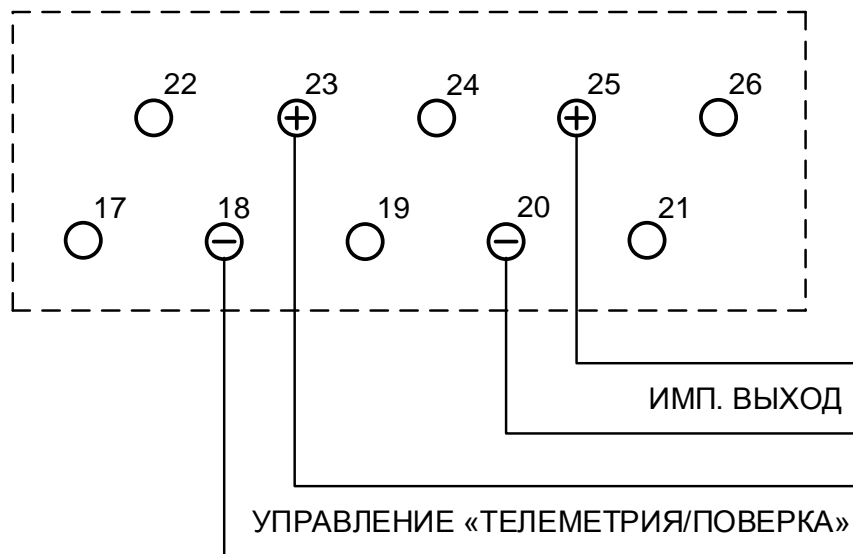 22 23 24 25 26
17 18 19 20 21
ИМП. ВЫХОД
УПРАВЛЕНИЕ «ТЕЛЕМЕТРИЯ/ПОВЕРКА»